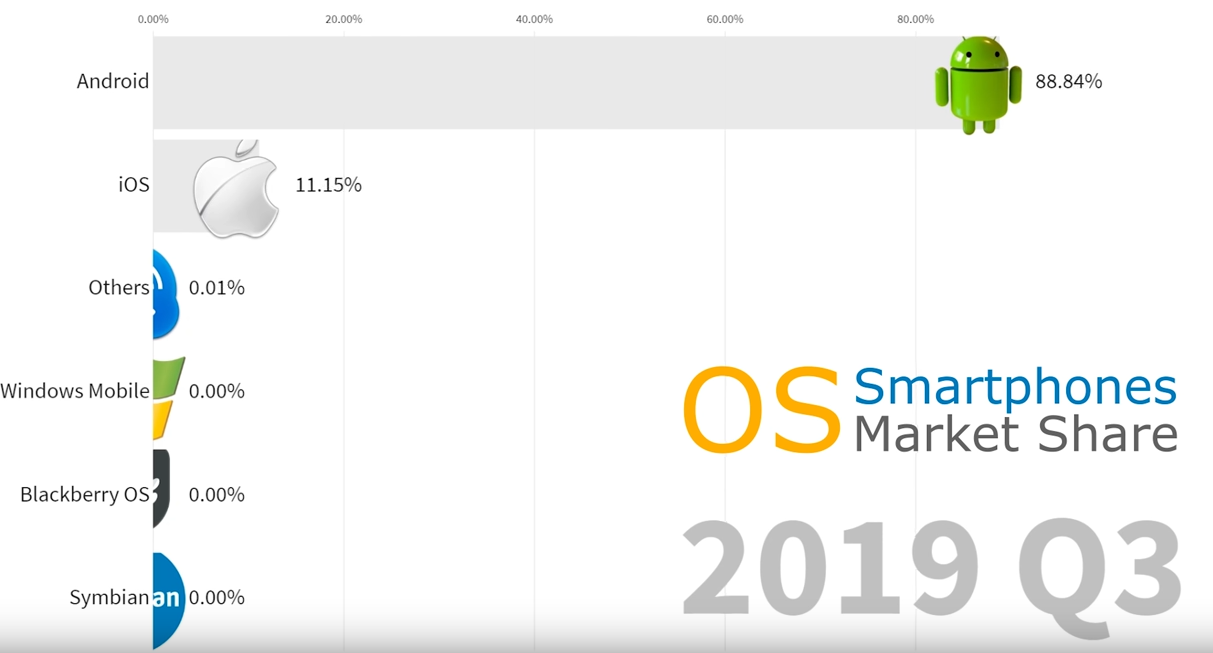 0.00% 20.00% 40.00% 60.00% 80.00%
Android 88.84%
iOS 11.15%
Others 0.01%
Windows Mobile 0.00%
Blackberry OS 0.00%
Symbian an 0.00%
OS Smartphones
Market Share
2019 Q3